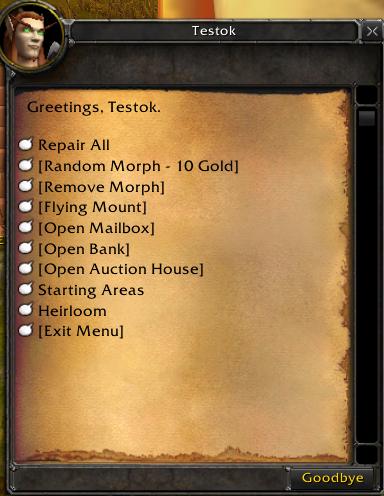 Testok
Greetings, Testok.
Repair All
[Random Morph - 10 Gold]
[Remove Morph]
[Flying Mount]
[Open Mailbox]
[Open Bank]
[Open Auction House]
Starting Areas
Heirloom
[Exit Menu]
Goodbye